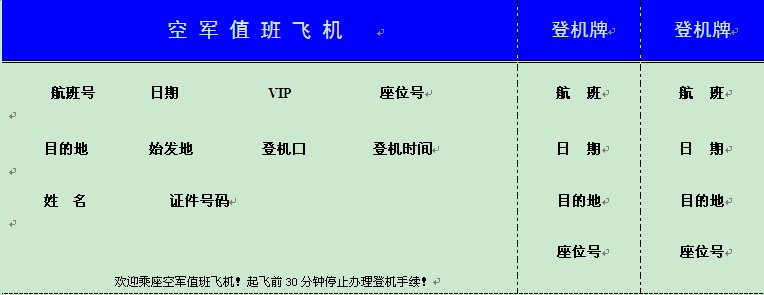 空军值班飞机 登机牌 登机牌
航班号 日期 VIP 座位号 航 班 航 班
目的地 始发地 登机口 登机时间 日 期 日 期
姓 名 证件号码 目的地 目的地
座位号 座位号
欢迎乘座空军值班飞机！起飞前30分钟停止办理登机手续！